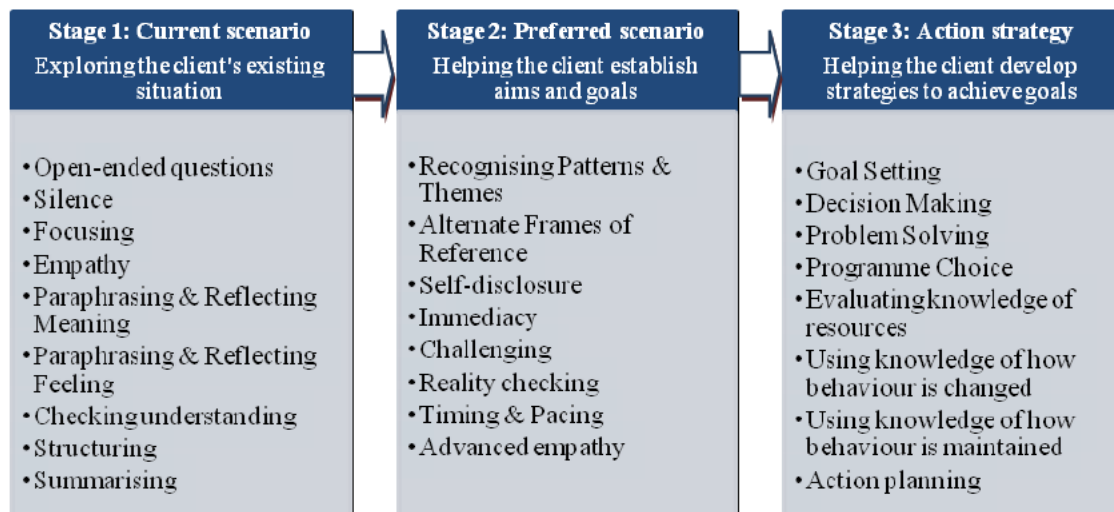 Stage 1: Current scenario
Exploring the client's existing
situation
• Open-ended questions
• Silence
• Focusing
• Empathy
• Paraphrasing & Reflecting
Meaning
• Paraphrasing & Reflecting
Feeling
• Checking understanding
• Structuring
• Summarising
Stage 2: Preferred scenario
Helping the client establish
aims and goals
• Recognising Patterns &
Themes
• Alternate Frames of
Reference
• Self-disclosure
• Immediacy
• Challenging
• Reality checking
• Timing & Pacing
• Advanced empathy
Stage 3: Action strategy
Helping the client develop
strategies to achieve goals
• Goal Setting
• Decision Making
• Problem Solving
• Programme Choice
• Evaluating knowledge of
resources
• Using knowledge of how
behaviour is changed
• Using knowledge of how
behaviour is maintained
• Action planning